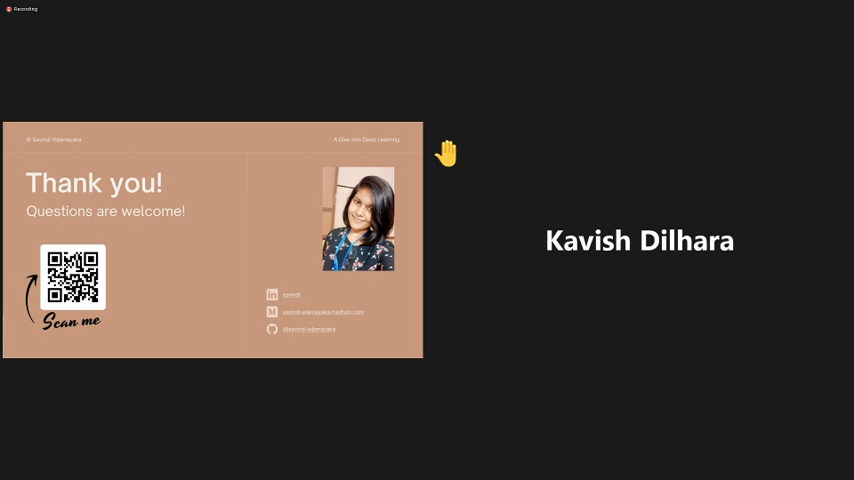 Recording
© Savindi Wijenayaka
A Dive into Deep Learning
Thank you!
Questions are welcome!
Scan me
savindi
savindi-wijenayaka.medium.com
@savindi-wijenayaka
Kavish Dilhara